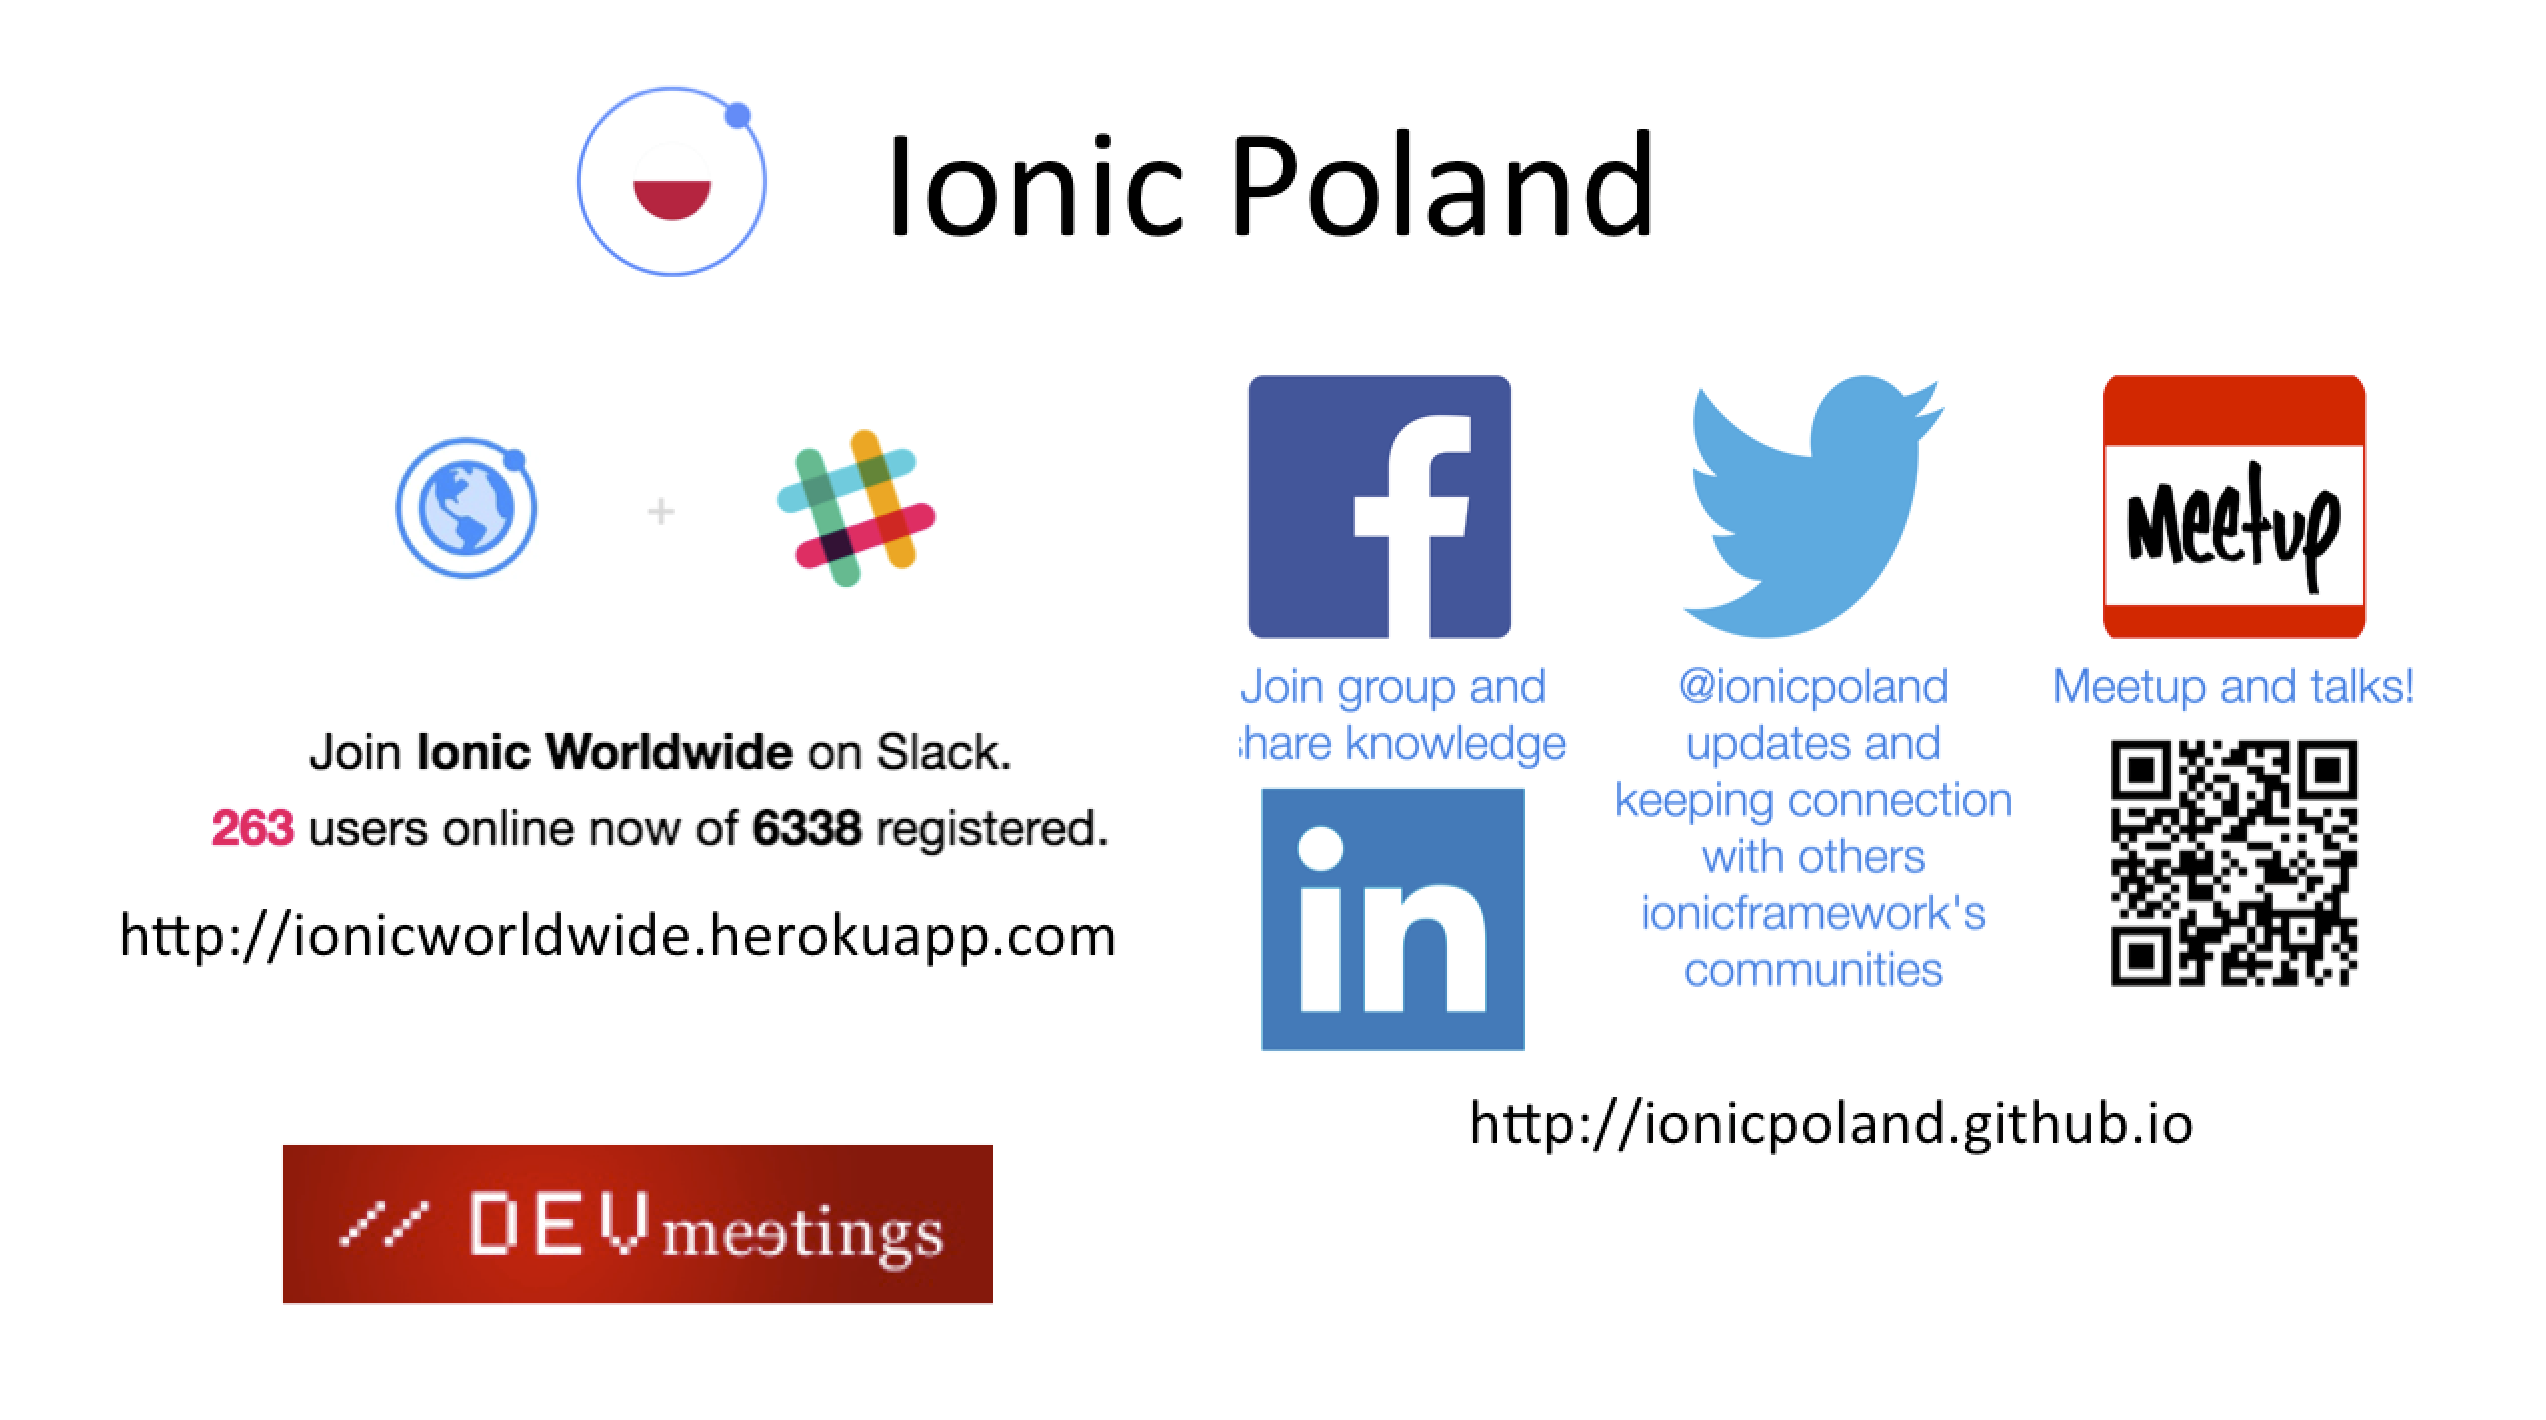 Ionic Poland
Join Ionic Worldwide on Slack.
263 users online now of 6338 registered.
http://ionicworldwide.herokuapp.com
// DEVmeetings
Join group and
hare knowledge
in
@ionicpoland
updates and
keeping connection
with others
ionicframework's
communities
meetup
Meetup and talks!
http://ionicpoland.github.io